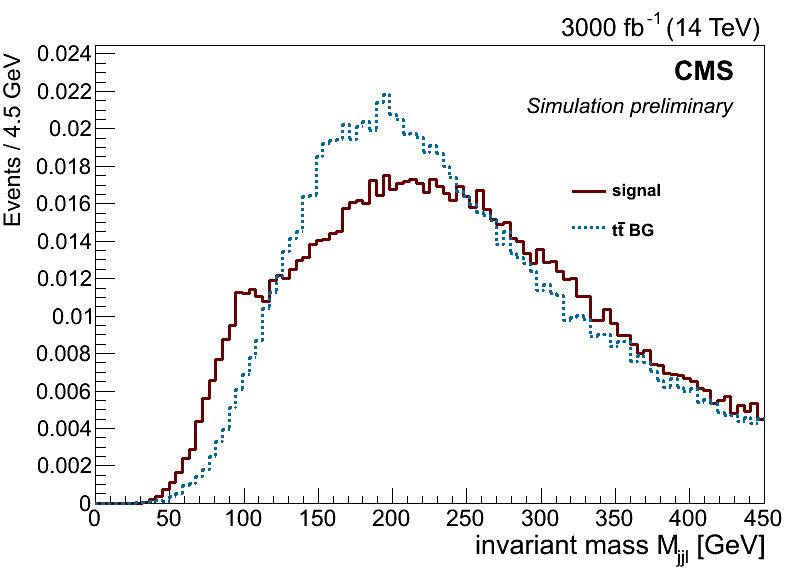 3000 fb⁻¹ (14 TeV)
Events / 4.5 GeV
CMS
Simulation preliminary
signal
tt̄ BG
0.024
0.022
0.02
0.018
0.016
0.014
0.012
0.01
0.008
0.006
0.004
0.002
0
0 50 100 150 200 250 300 350 400 450
invariant mass M_jjl [GeV]